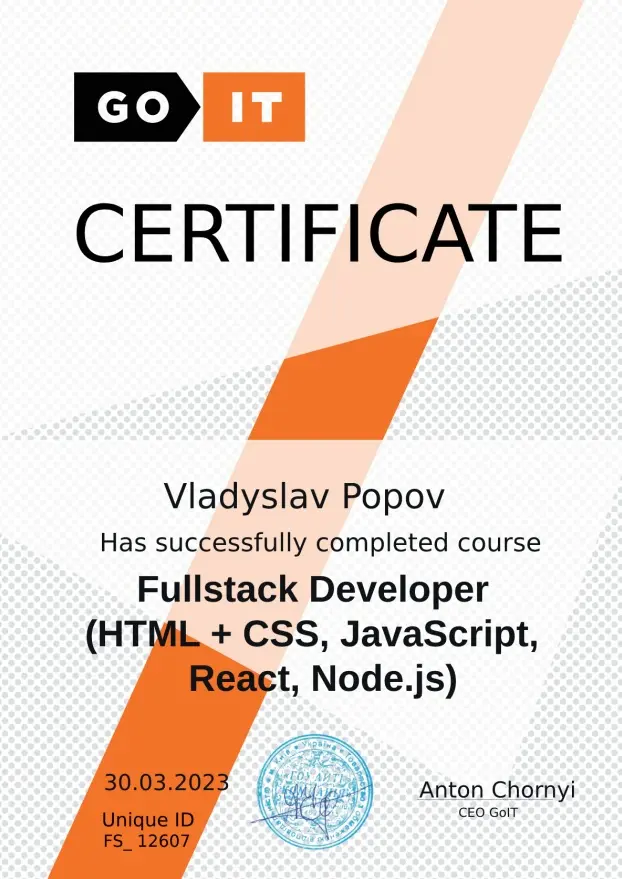 GO IT
CERTIFICATE
Vladyslav Popov
Has successfully completed course
Fullstack Developer
(HTML + CSS, JavaScript,
React, Node.js)
30.03.2023
Unique ID
FS_ 12607
Anton Chornyi
CEO GoIT